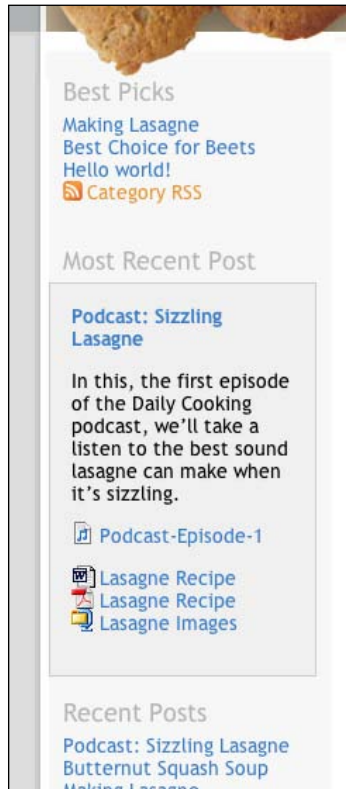 Best Picks
Making Lasagne
Best Choice for Beets
Hello world!
Category RSS
Most Recent Post
Podcast: Sizzling
Lasagne
In this, the first episode
of the Daily Cooking
podcast, we’ll take a
listen to the best sound
lasagne can make when
it’s sizzling.
Podcast-Episode-1
Lasagne Recipe
Lasagne Recipe
Lasagne Images
Recent Posts
Podcast: Sizzling Lasagne
Butternut Squash Soup
Making Lasagne